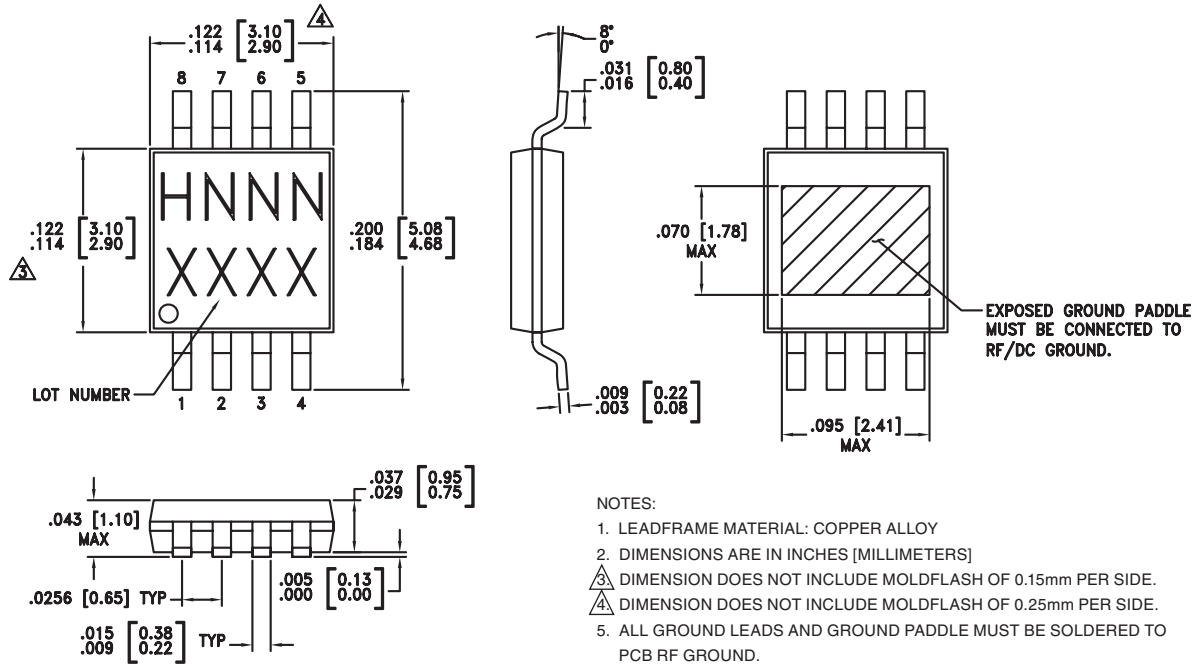 .122 [3.10]
.114 [2.90]
4
8 7 6 5
HNNN
XXXX
.122 [3.10]
.114 [2.90]
3
.200 [5.08]
.184 [4.68]
LOT NUMBER
1 2 3 4
8°
0°
.031 [0.80]
.016 [0.40]
.009 [0.22]
.003 [0.08]
.070 [1.78]
MAX
EXPOSED GROUND PADDLE
MUST BE CONNECTED TO
RF/DC GROUND.
.095 [2.41]
MAX
.037 [0.95]
.029 [0.75]
.043 [1.10]
MAX
.005 [0.13]
.000 [0.00]
.0256 [0.65] TYP
.015 [0.38]
.009 [0.22] TYP
NOTES:
1. LEADFRAME MATERIAL: COPPER ALLOY
2. DIMENSIONS ARE IN INCHES [MILLIMETERS]
3. DIMENSION DOES NOT INCLUDE MOLDFLASH OF 0.15mm PER SIDE.
4. DIMENSION DOES NOT INCLUDE MOLDFLASH OF 0.25mm PER SIDE.
5. ALL GROUND LEADS AND GROUND PADDLE MUST BE SOLDERED TO
PCB RF GROUND.